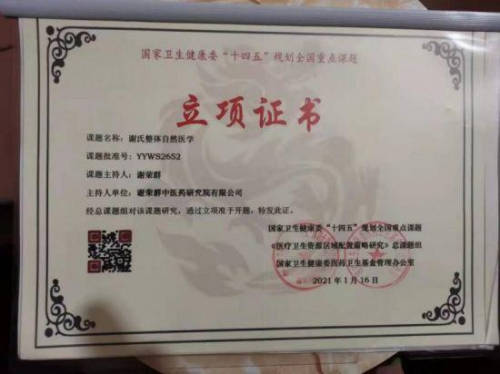 国家卫生健康委“十四五”规划全国重点课题
立项证书
课题名称：谢氏整体自然医学
课题批准号：YYWS2652
课题主持人：谢荣群
主持人单位：谢荣群中医药研究院有限公司
经总课题组对该课题研究，通过立项准于开题，特发此证。
国家卫生健康委“十四五”规划全国重点课题
《医疗卫生资源区域配置策略研究》总课题组
国家卫生健康委医药卫生基金管理办公室
2021年1月16日